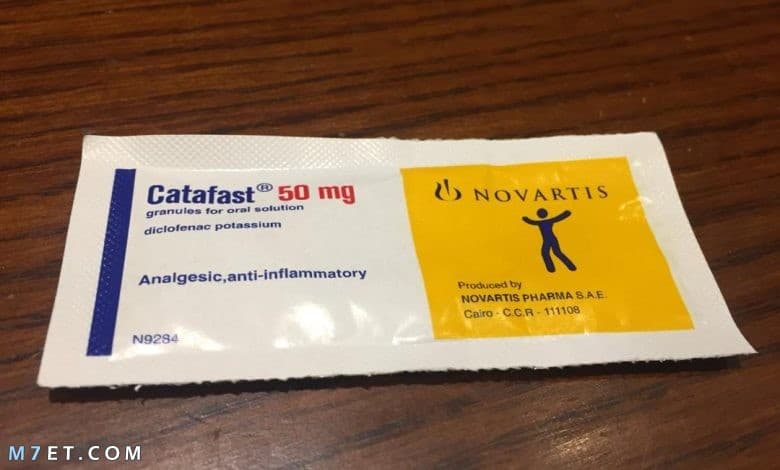 Catafast® 50 mg
granules for oral solution
diclofenac potassium
Analgesic,anti-inflammatory
N9284
NOVARTIS
Produced by
NOVARTIS PHARMA S.A.E.
Cairo - C.C.R - 111108
M7ET.COM